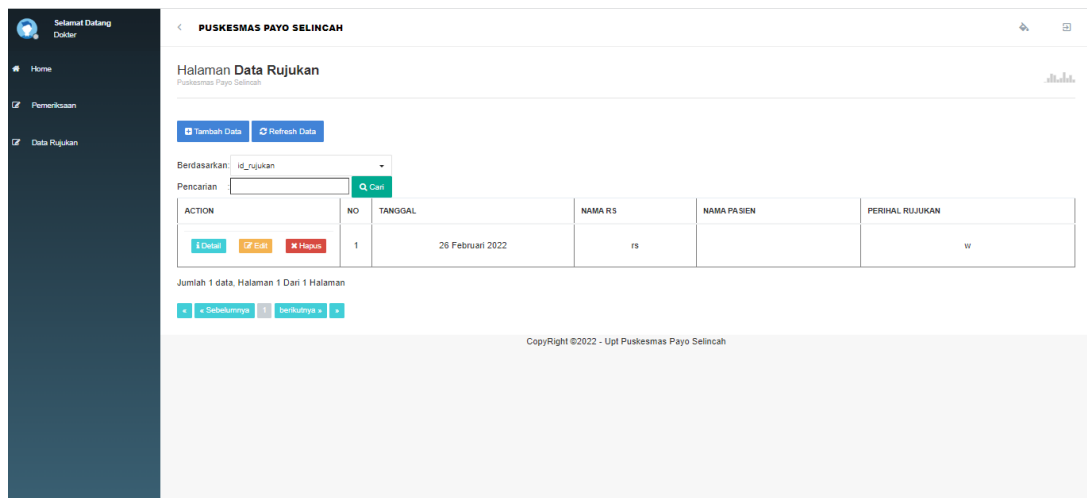 Selamat Datang
Dokter
Home
Pemeriksaan
Data Rujukan
PUSKESMAS PAYO SELINCAH
Halaman Data Rujukan
Puskesmas Payo Selincah
Tambah Data Refresh Data
Berdasarkan: id_rujukan
Pencarian : Cari
ACTION NO TANGGAL NAMA RS NAMA PASIEN PERIHAL RUJUKAN
Detail Edit Hapus 1 26 Februari 2022 rs w
Jumlah 1 data, Halaman 1 Dari 1 Halaman
« « Sebelumnya 1 berikutnya » »
CopyRight ©2022 - Upt Puskesmas Payo Selincah